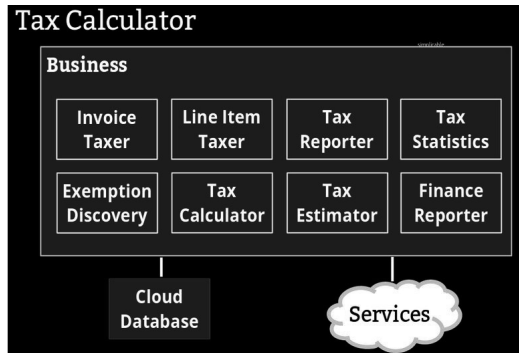 Tax Calculator
Business
Invoice
Taxer
Line Item
Taxer
Tax
Reporter
Tax
Statistics
Exemption
Discovery
Tax
Calculator
Tax
Estimator
Finance
Reporter
Cloud
Database
Services